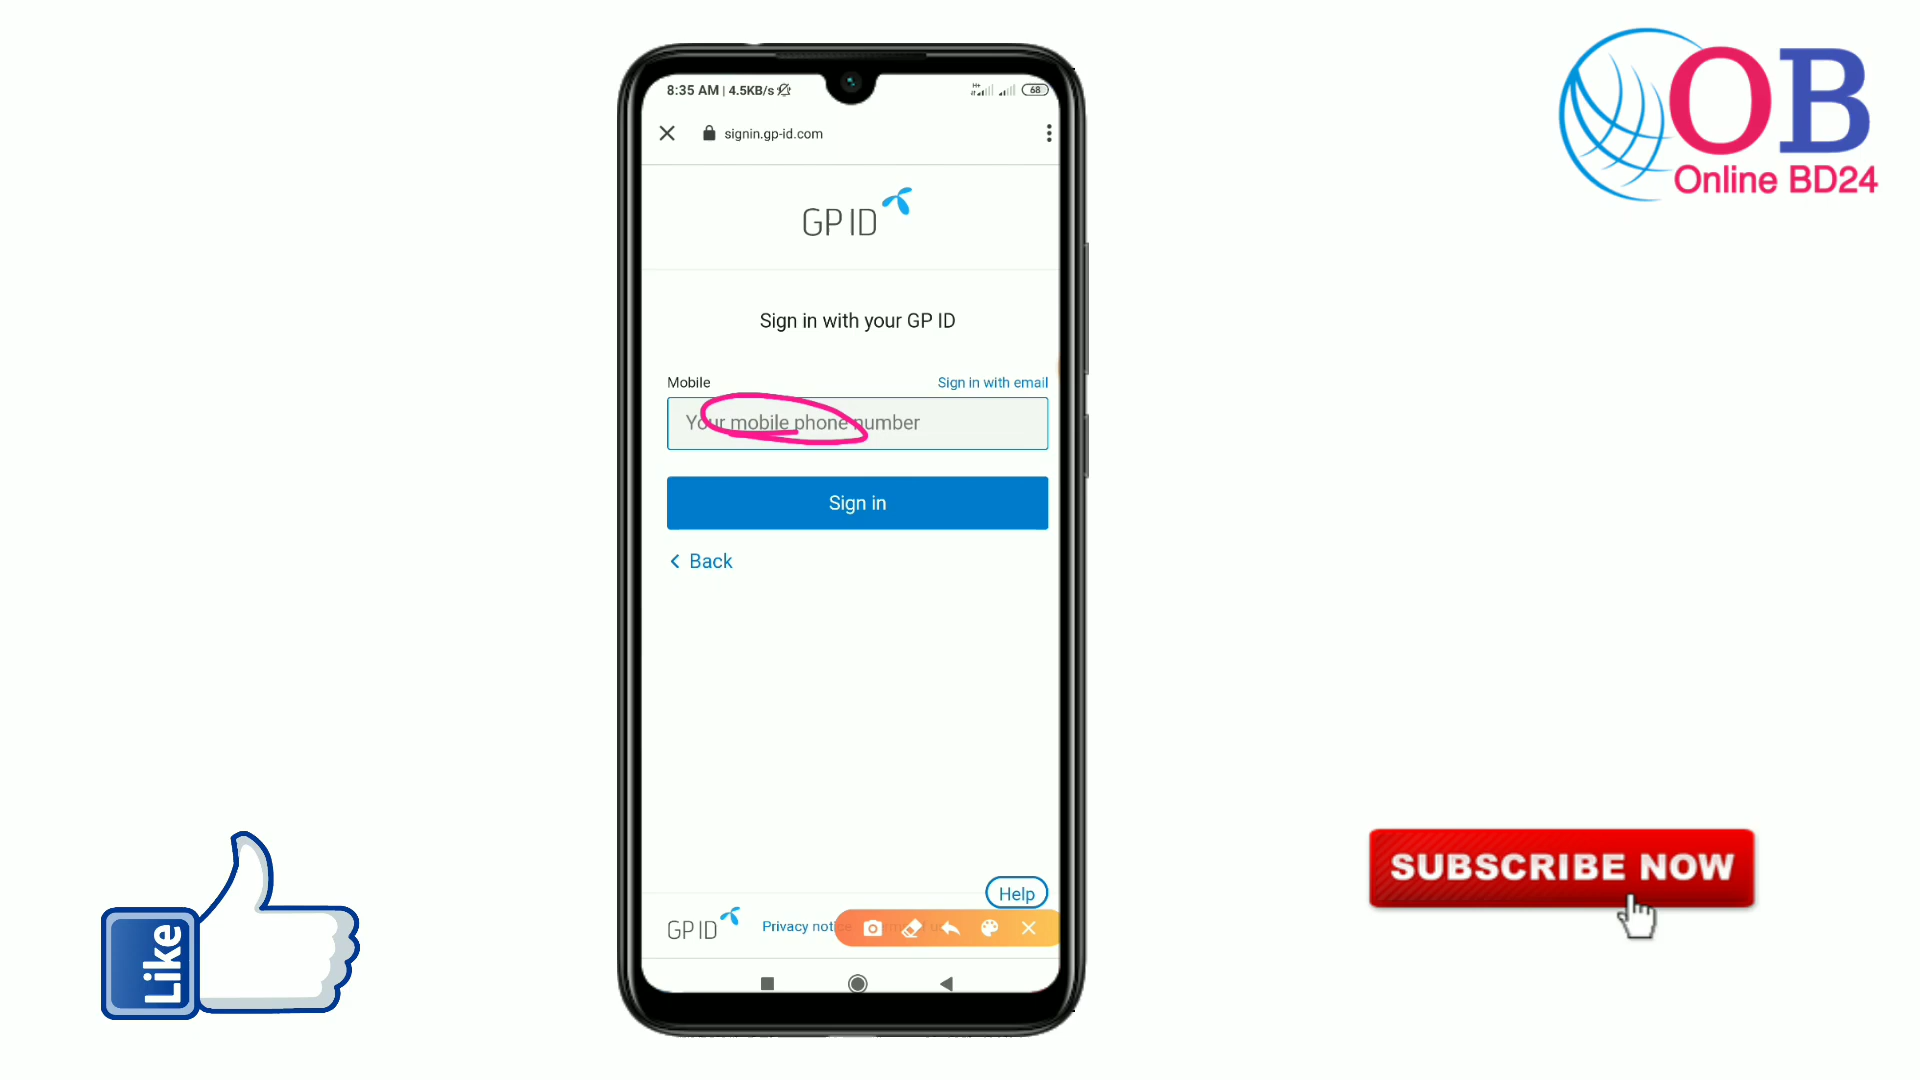 OB
Online BD24
8:35 AM | 4.5KB/s
H+
68
signin.gp-id.com
GP ID
Sign in with your GP ID
Mobile
Sign in with email
Your mobile phone number
Sign in
Back
Help
GP ID
Privacy notice
Like
SUBSCRIBE NOW